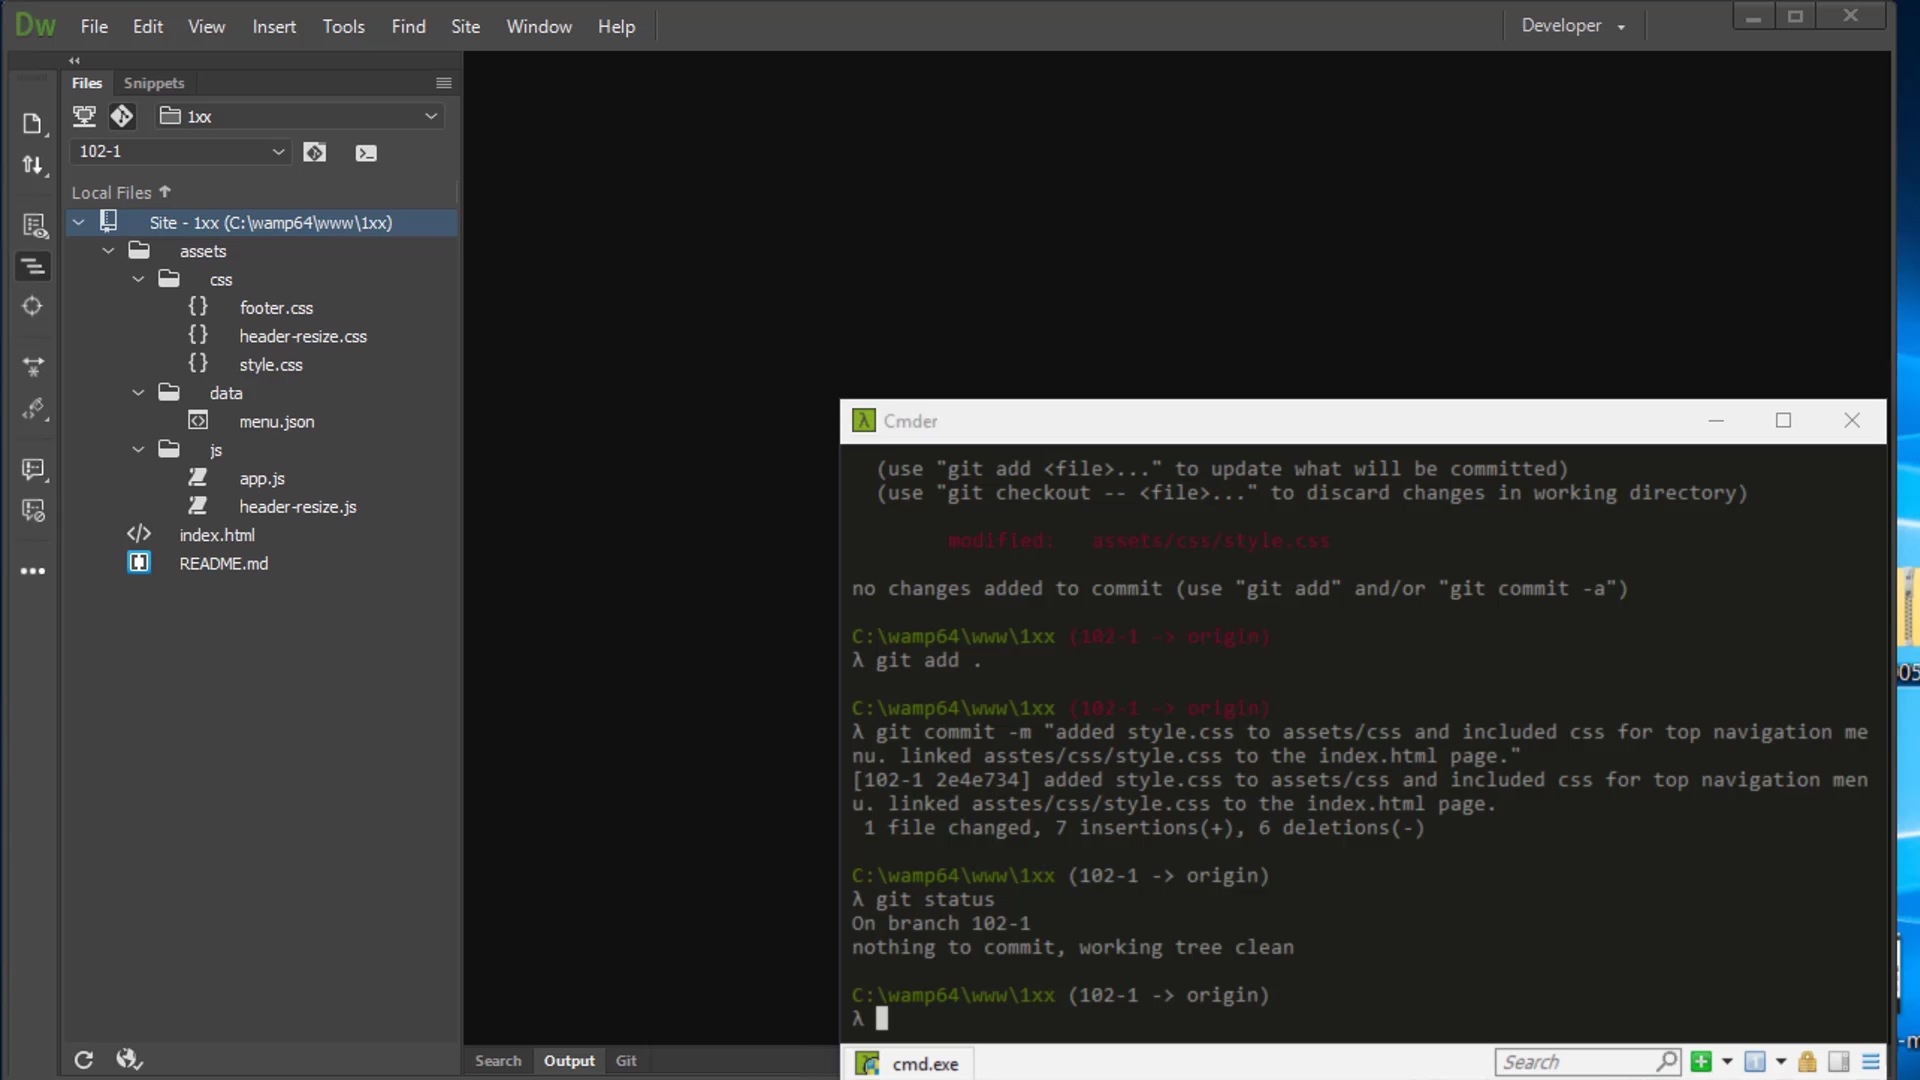 Dw File Edit View Insert Tools Find Site Window Help Developer
Files Snippets
1xx
102-1
Local Files
Site - 1xx (C:\wamp64\www\1xx)
assets
css
footer.css
header-resize.css
style.css
data
menu.json
js
app.js
header-resize.js
index.html
README.md
Cmder
(use "git add <file>..." to update what will be committed)
(use "git checkout -- <file>..." to discard changes in working directory)
modified: assets/css/style.css
no changes added to commit (use "git add" and/or "git commit -a")
C:\wamp64\www\1xx (102-1 -> origin)
λ git add .
C:\wamp64\www\1xx (102-1 -> origin)
λ git commit -m "added style.css to assets/css and included css for top navigation me
nu. linked asstes/css/style.css to the index.html page."
[102-1 2e4e734] added style.css to assets/css and included css for top navigation men
u. linked asstes/css/style.css to the index.html page.
1 file changed, 7 insertions(+), 6 deletions(-)
C:\wamp64\www\1xx (102-1 -> origin)
λ git status
On branch 102-1
nothing to commit, working tree clean
C:\wamp64\www\1xx (102-1 -> origin)
λ
Search Output Git
cmd.exe
Search